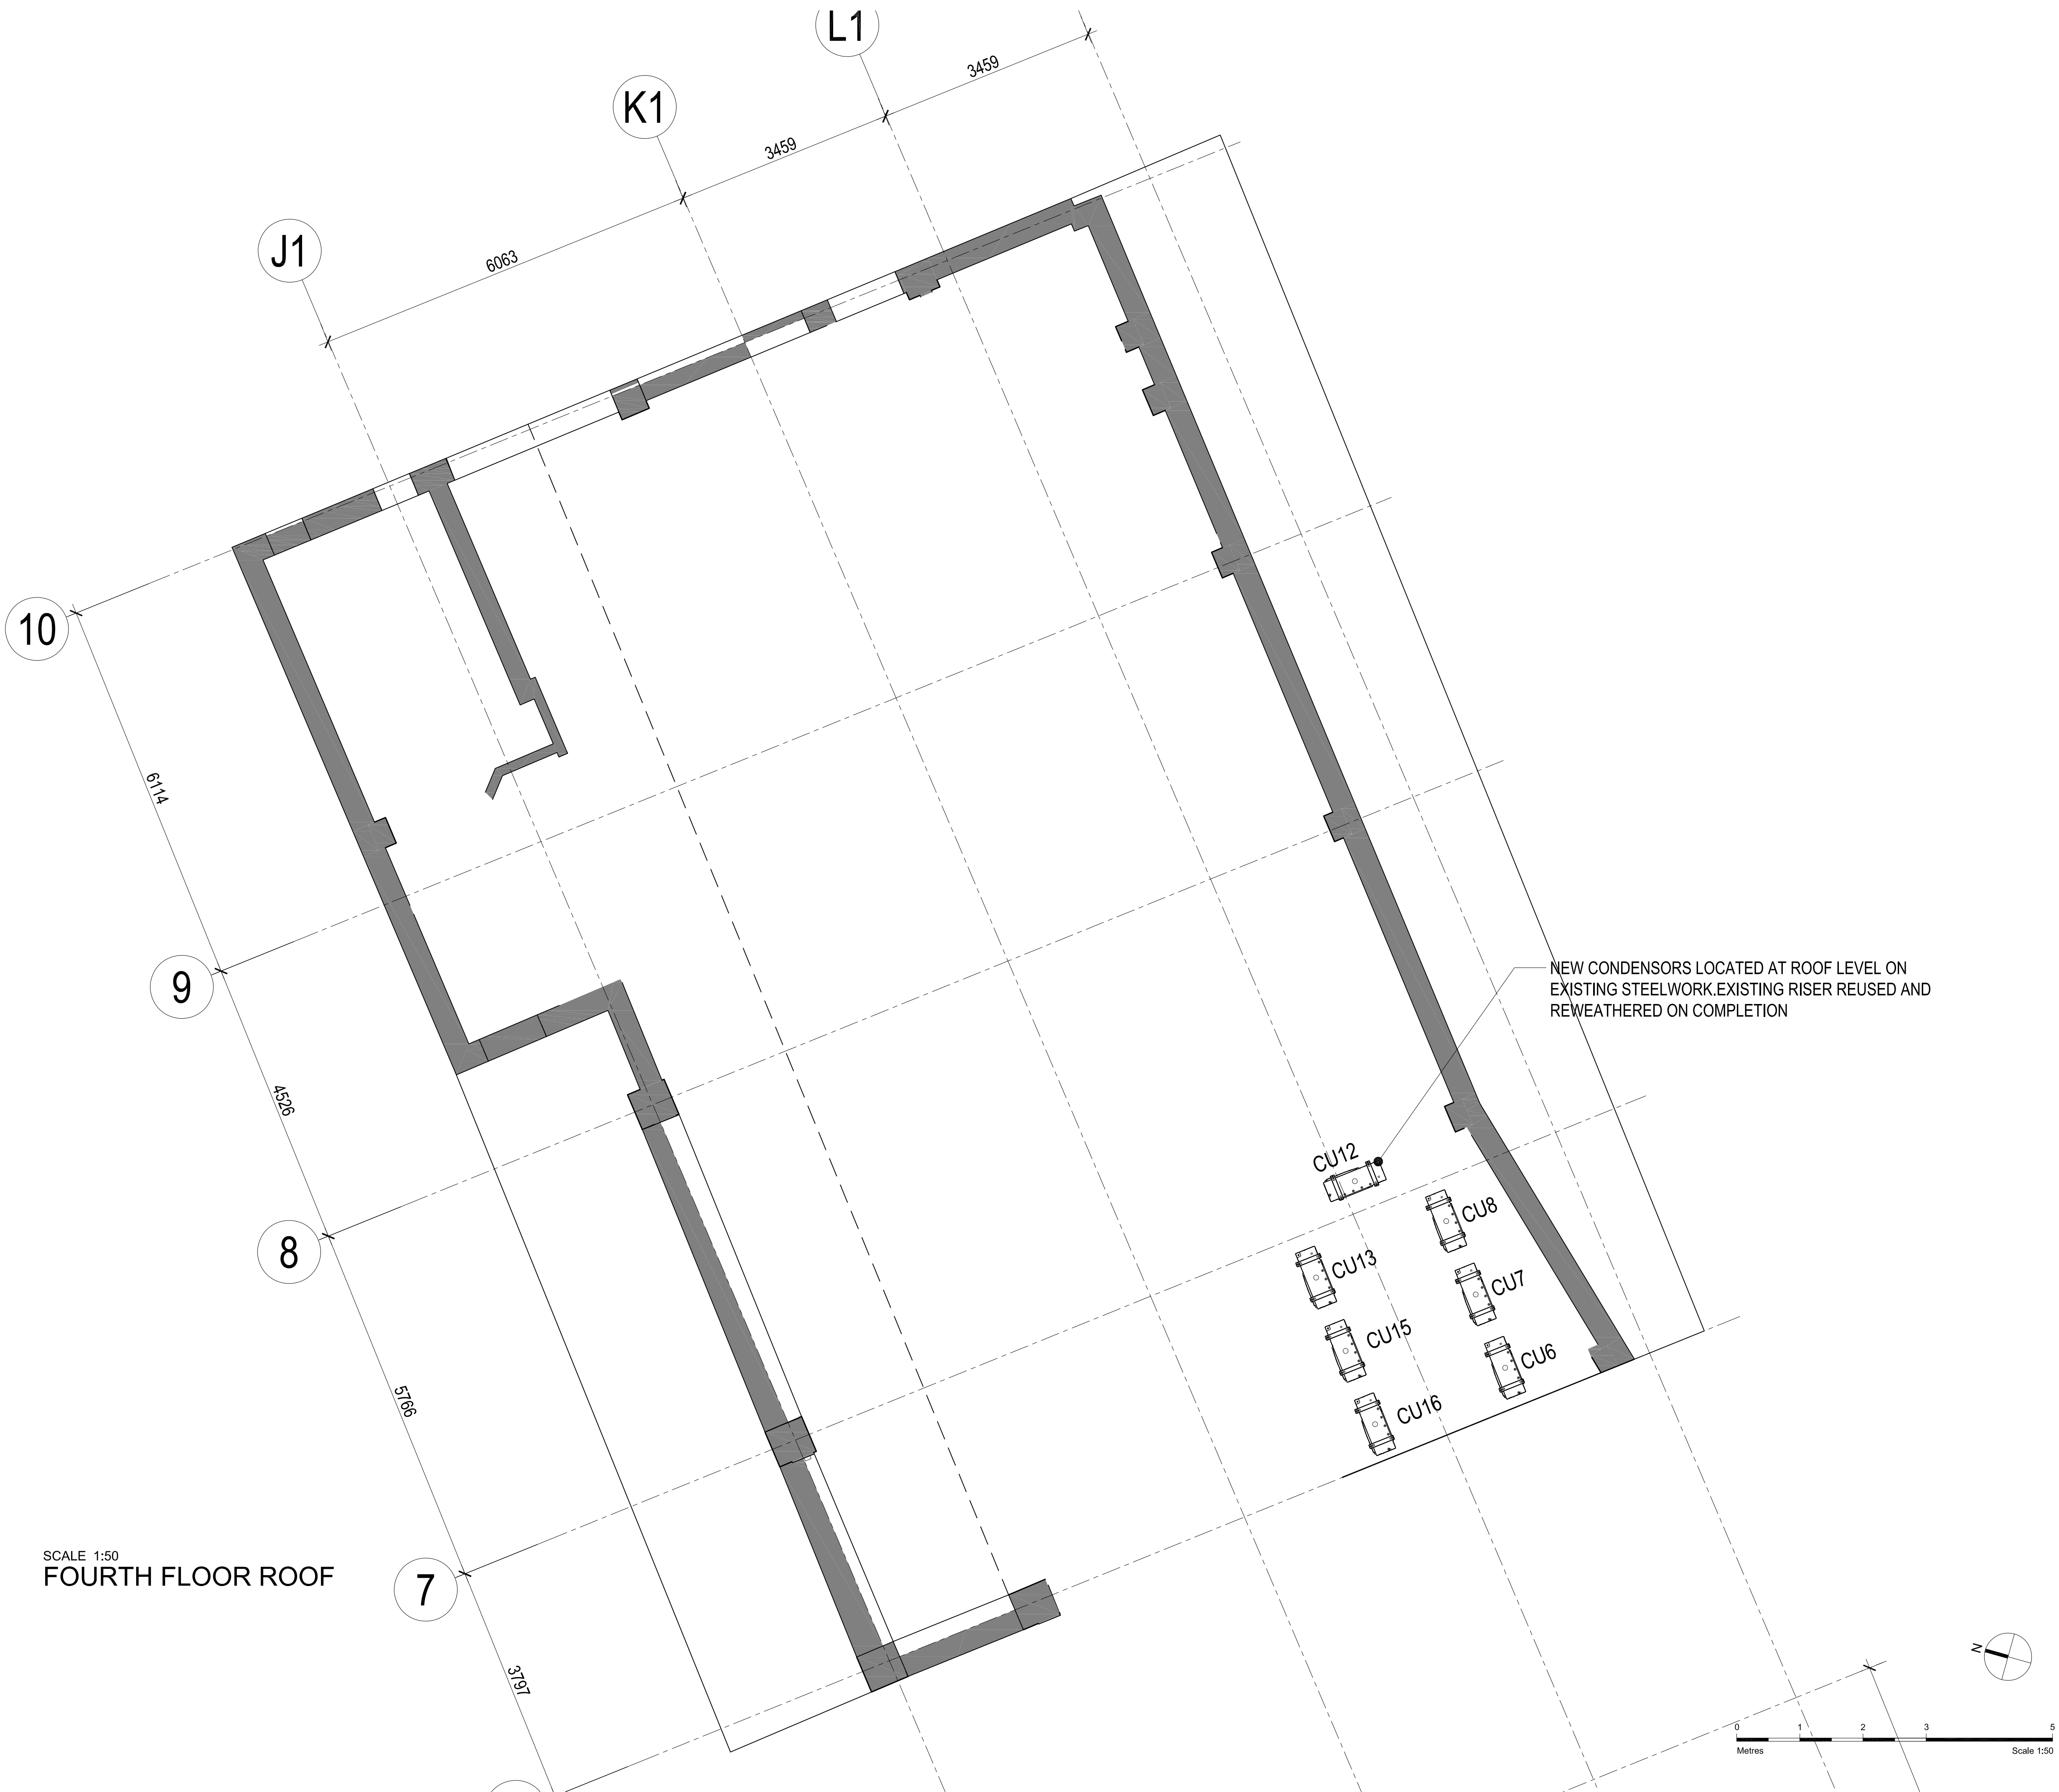 L1
3459
K1
3459
J1
6063
10
6114
9
NEW CONDENSORS LOCATED AT ROOF LEVEL ON
EXISTING STEELWORK.EXISTING RISER REUSED AND
REWEATHERED ON COMPLETION
4526
CU12
CU8
8
CU13
CU7
CU15
CU6
5766
CU16
SCALE 1:50
FOURTH FLOOR ROOF
7
N
3797
0 1 2 3 5
Metres Scale 1:50